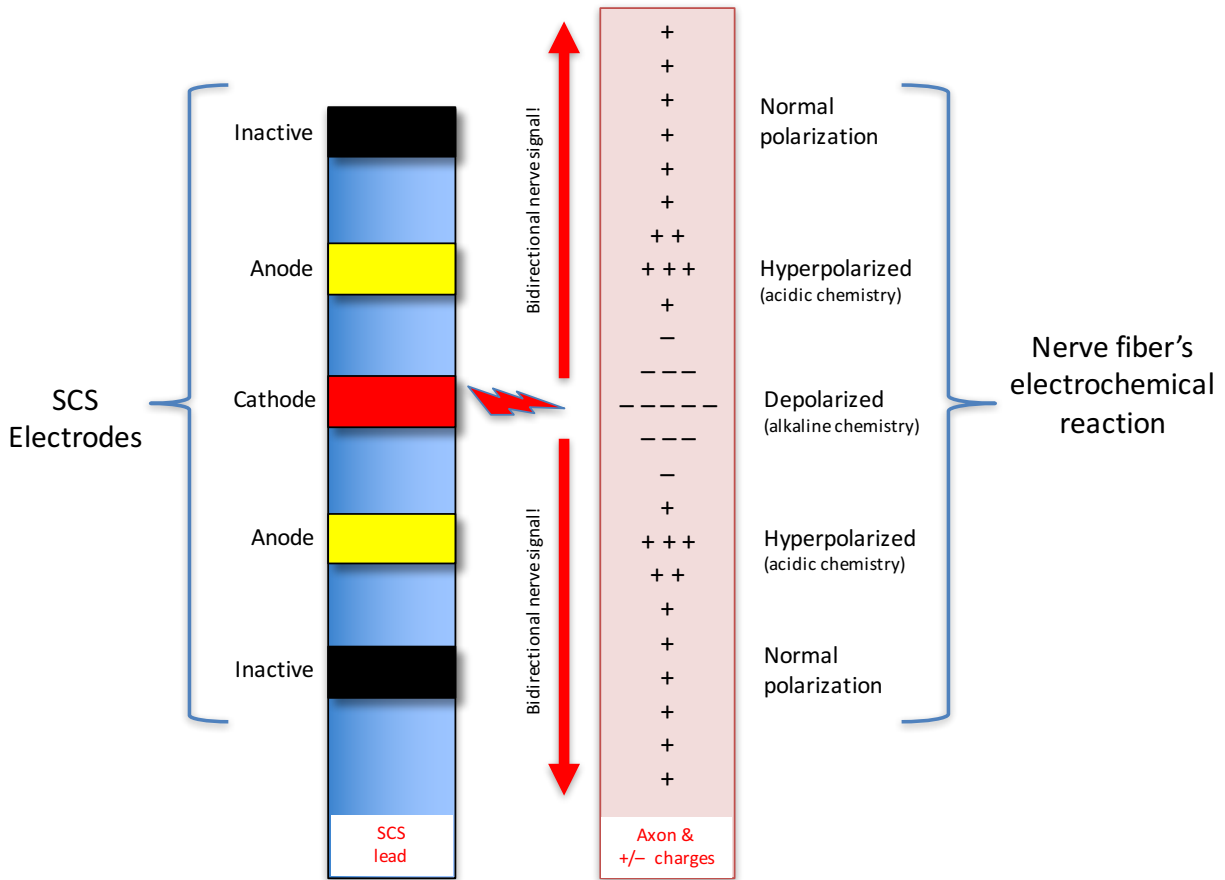 SCS
Electrodes
Inactive
Anode
Cathode
Anode
Inactive
SCS
lead
Bidirectional nerve signal!
Bidirectional nerve signal!
+
+
+
+
+
+
+ +
+ + +
+
–
– – –
– – – – –
– – –
–
+
+ + +
+ +
+
+
+
+
+
+
Axon &
+/– charges
Normal
polarization
Hyperpolarized
(acidic chemistry)
Depolarized
(alkaline chemistry)
Hyperpolarized
(acidic chemistry)
Normal
polarization
Nerve fiber’s
electrochemical
reaction